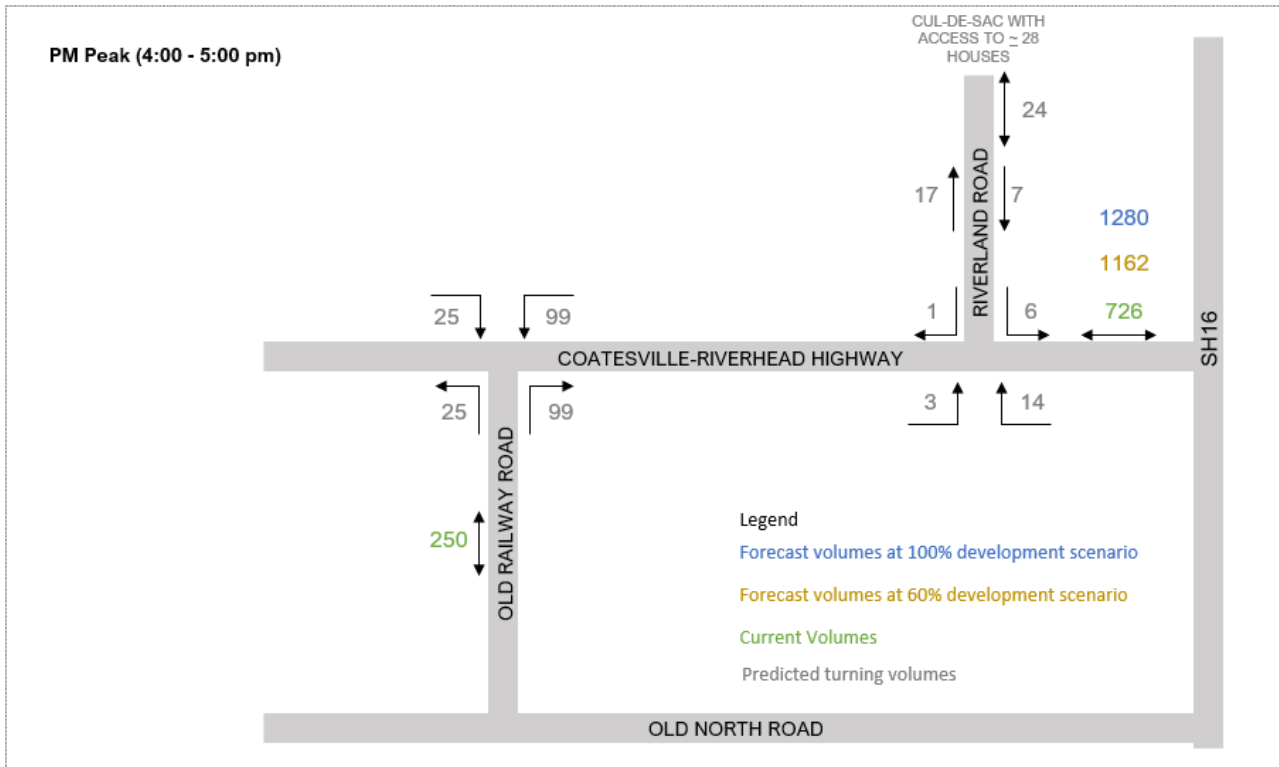 CUL-DE-SAC WITH
ACCESS TO ~ 28
HOUSES
PM Peak (4:00 - 5:00 pm)
24
17
7
RIVERLAND ROAD
1280
1162
25
99
1
6
726
SH16
COATESVILLE-RIVERHEAD HIGHWAY
25
99
3
14
OLD RAILWAY ROAD
250
Legend
Forecast volumes at 100% development scenario
Forecast volumes at 60% development scenario
Current Volumes
Predicted turning volumes
OLD NORTH ROAD